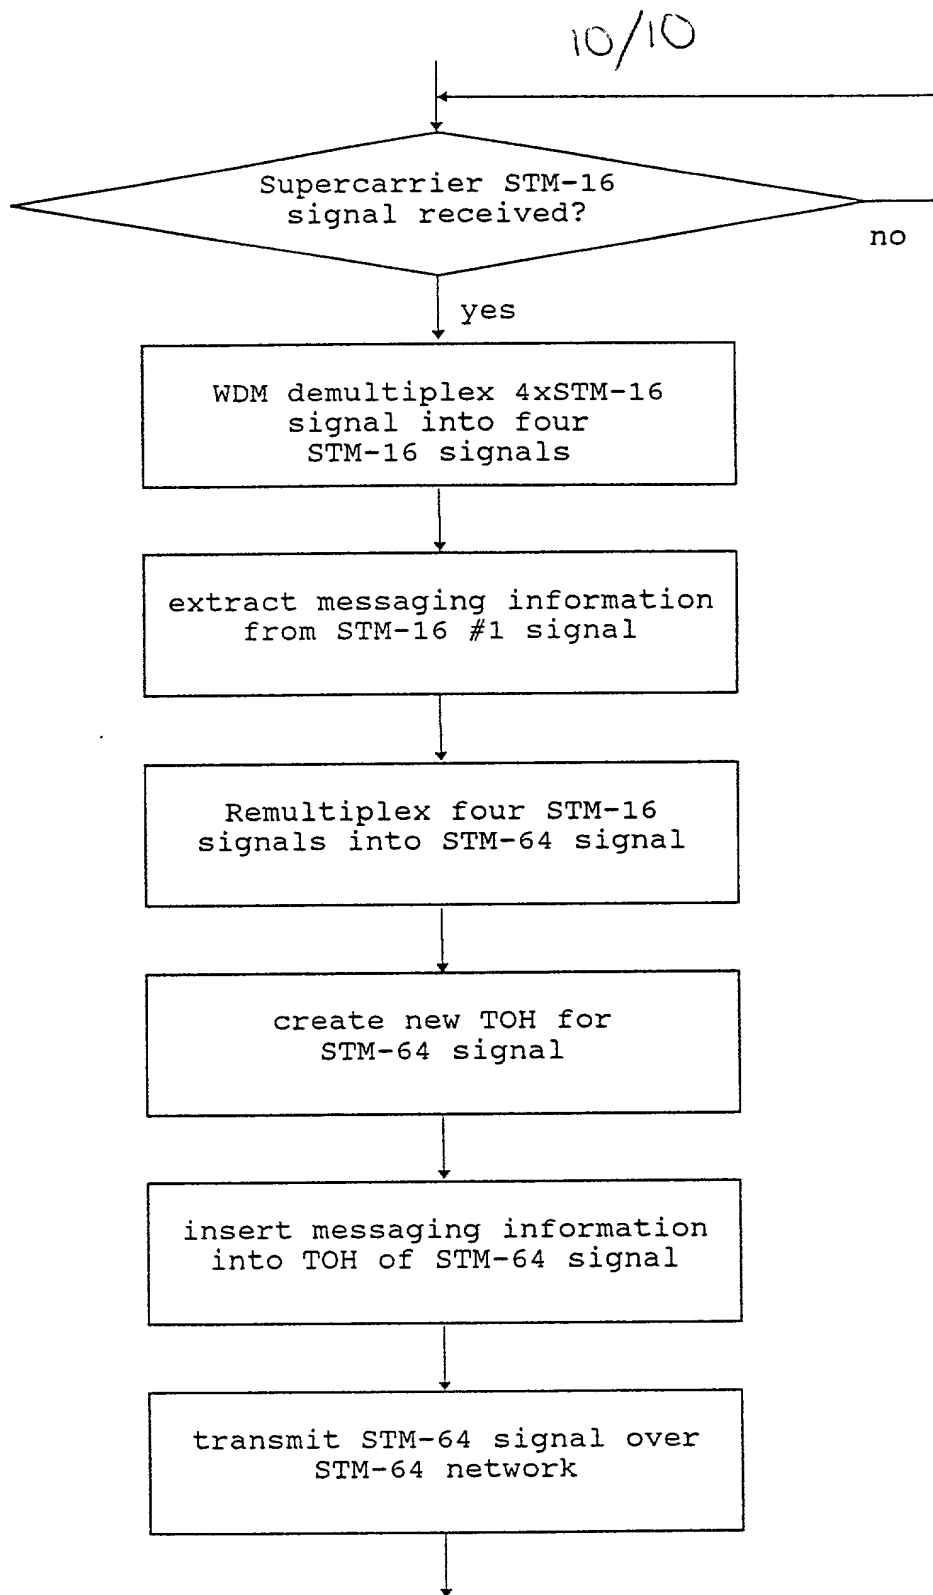 10/10
Supercarrier STM-16
signal received?
no
yes
WDM demultiplex 4xSTM-16
signal into four
STM-16 signals
extract messaging information
from STM-16 #1 signal
Remultiplex four STM-16
signals into STM-64 signal
create new TOH for
STM-64 signal
insert messaging information
into TOH of STM-64 signal
transmit STM-64 signal over
STM-64 network